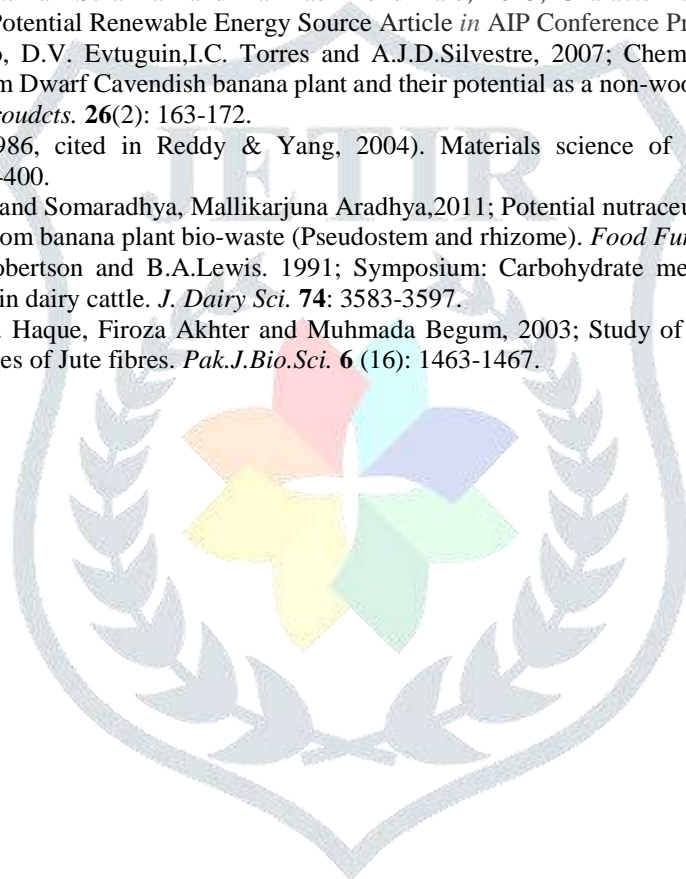 Potential Renewable Energy Source Article in AIP Conference Pr
, D.V. Evtuguin,I.C. Torres and A.J.D.Silvestre, 2007; Chem
m Dwarf Cavendish banana plant and their potential as a non-woo
roudcts. 26(2): 163-172.
986, cited in Reddy & Yang, 2004). Materials science of
-400.
and Somaradhya, Mallikarjuna Aradhya,2011; Potential nutraceu
rom banana plant bio-waste (Pseudostem and rhizome). Food Fun
obertson and B.A.Lewis. 1991; Symposium: Carbohydrate me
in dairy cattle. J. Dairy Sci. 74: 3583-3597.
. Haque, Firoza Akhter and Muhmada Begum, 2003; Study of
es of Jute fibres. Pak.J.Bio.Sci. 6 (16): 1463-1467.
JETIR